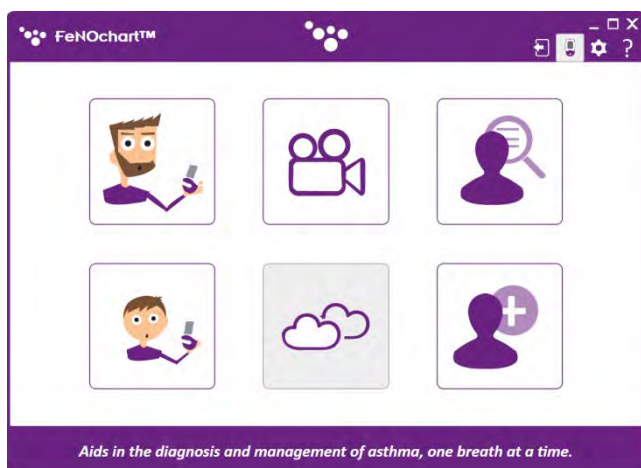 FeNOchart™
?
Aids in the diagnosis and management of asthma, one breath at a time.